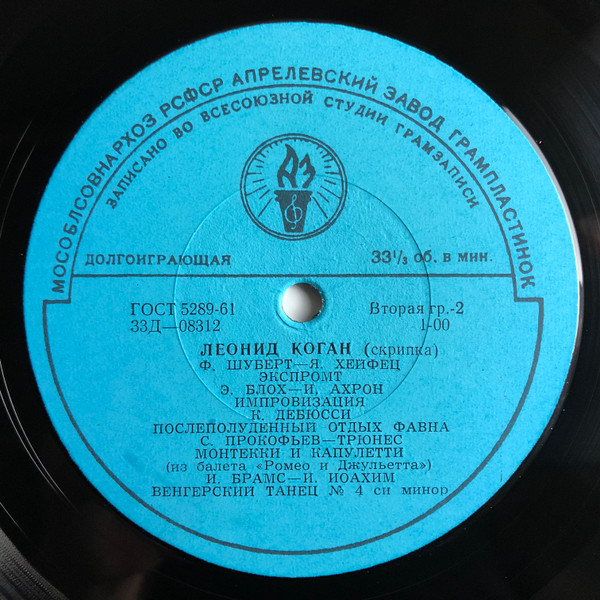 МОСОБЛСОВНАРХОЗ РСФСР АПРЕЛЕВСКИЙ ЗАВОД ГРАМПЛАСТИНОК
ЗАПИСАНО ВО ВСЕСОЮЗНОЙ СТУДИИ ГРАМЗАПИСИ
АЗ
ДОЛГОИГРАЮЩАЯ 33⅓ об. в мин.
ГОСТ 5289-61 Вторая гр.-2
33Д—08312 1-00
ЛЕОНИД КОГАН (скрипка)
Ф. ШУБЕРТ—Я. ХЕЙФЕЦ
ЭКСПРОМТ
Э. БЛОХ—И. АХРОН
ИМПРОВИЗАЦИЯ
К. ДЕБЮССИ
ПОСЛЕПОЛУДЕННЫЙ ОТДЫХ ФАВНА
С. ПРОКОФЬЕВ—ТРЮНЕС
МОНТЕККИ И КАПУЛЕТТИ
(из балета «Ромео и Джульетта»)
И. БРАМС—И. ИОАХИМ
ВЕНГЕРСКИЙ ТАНЕЦ № 4 си минор